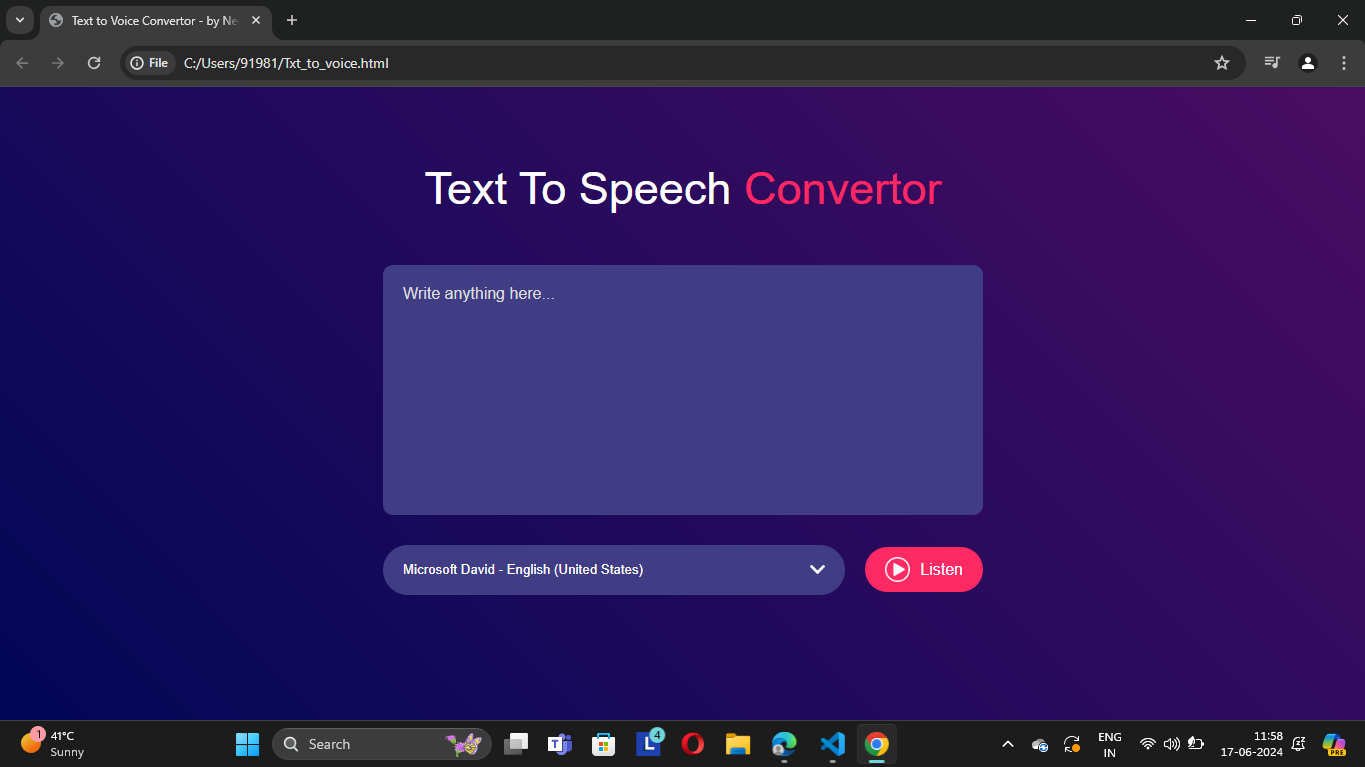 Text to Voice Convertor - by Ne
File
C:/Users/91981/Txt_to_voice.html
Text To Speech Convertor
Write anything here...
Microsoft David - English (United States)
Listen
1
41°C
Sunny
Search
T
L
4
ENG
IN
11:58
17-06-2024
PRE